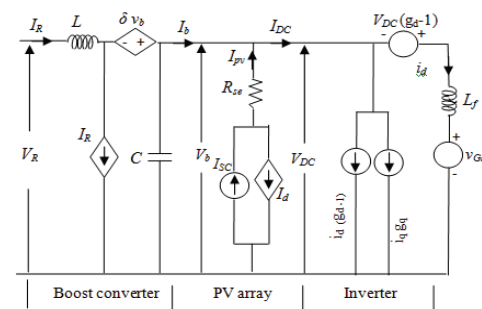 I_R
L
δ v_b
I_b
I_DC
V_DC (g_d-1)
- +
- +
I_pv
i_d
R_se
L_f
V_R
I_R
C
V_b
I_SC
I_d
V_DC
+
v_G
-
i_d (g_d-1)
i_q g_q
Boost converter
PV array
Inverter